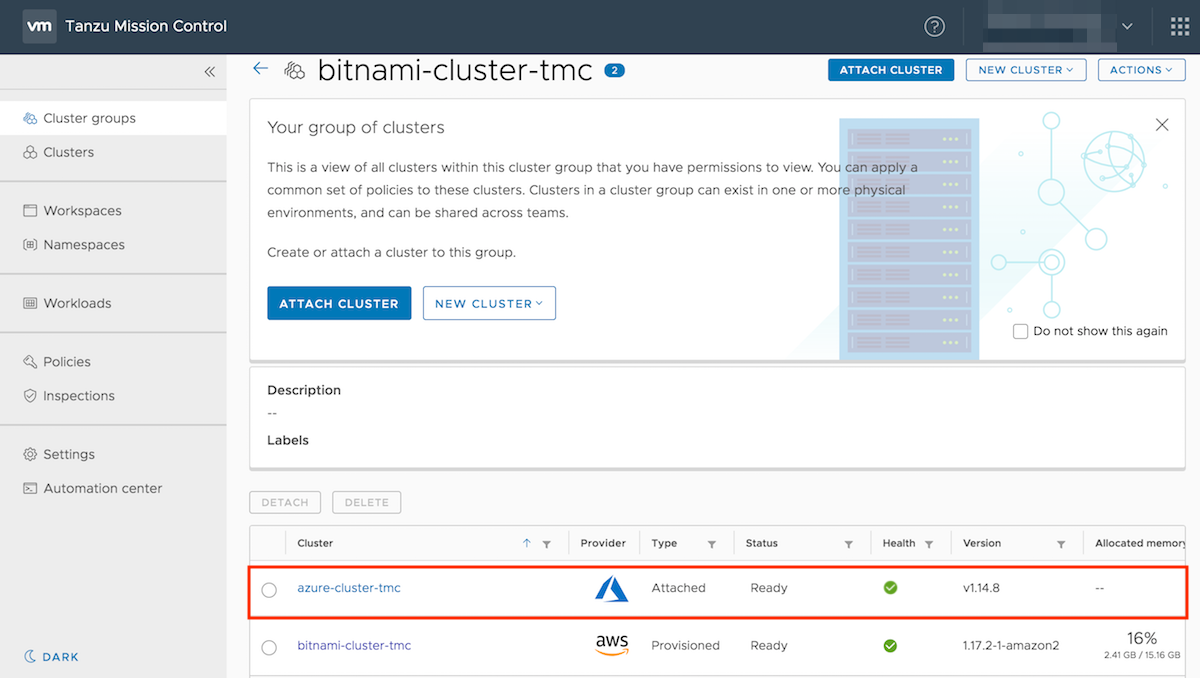 vm Tanzu Mission Control
bitnami-cluster-tmc 2
ATTACH CLUSTER
NEW CLUSTER
ACTIONS
Cluster groups
Clusters
Workspaces
Namespaces
Workloads
Policies
Inspections
Settings
Automation center
DARK
Your group of clusters
This is a view of all clusters within this cluster group that you have permissions to view. You can apply a
common set of policies to these clusters. Clusters in a cluster group can exist in one or more physical
environments, and can be shared across teams.
Create or attach a cluster to this group.
ATTACH CLUSTER
NEW CLUSTER
Do not show this again
Description
--
Labels
DETACH
DELETE
Cluster Provider Type Status Health Version Allocated memory
azure-cluster-tmc Attached Ready v1.14.8 --
bitnami-cluster-tmc aws Provisioned Ready 1.17.2-1-amazon2 16%
2.41 GB / 15.16 GB